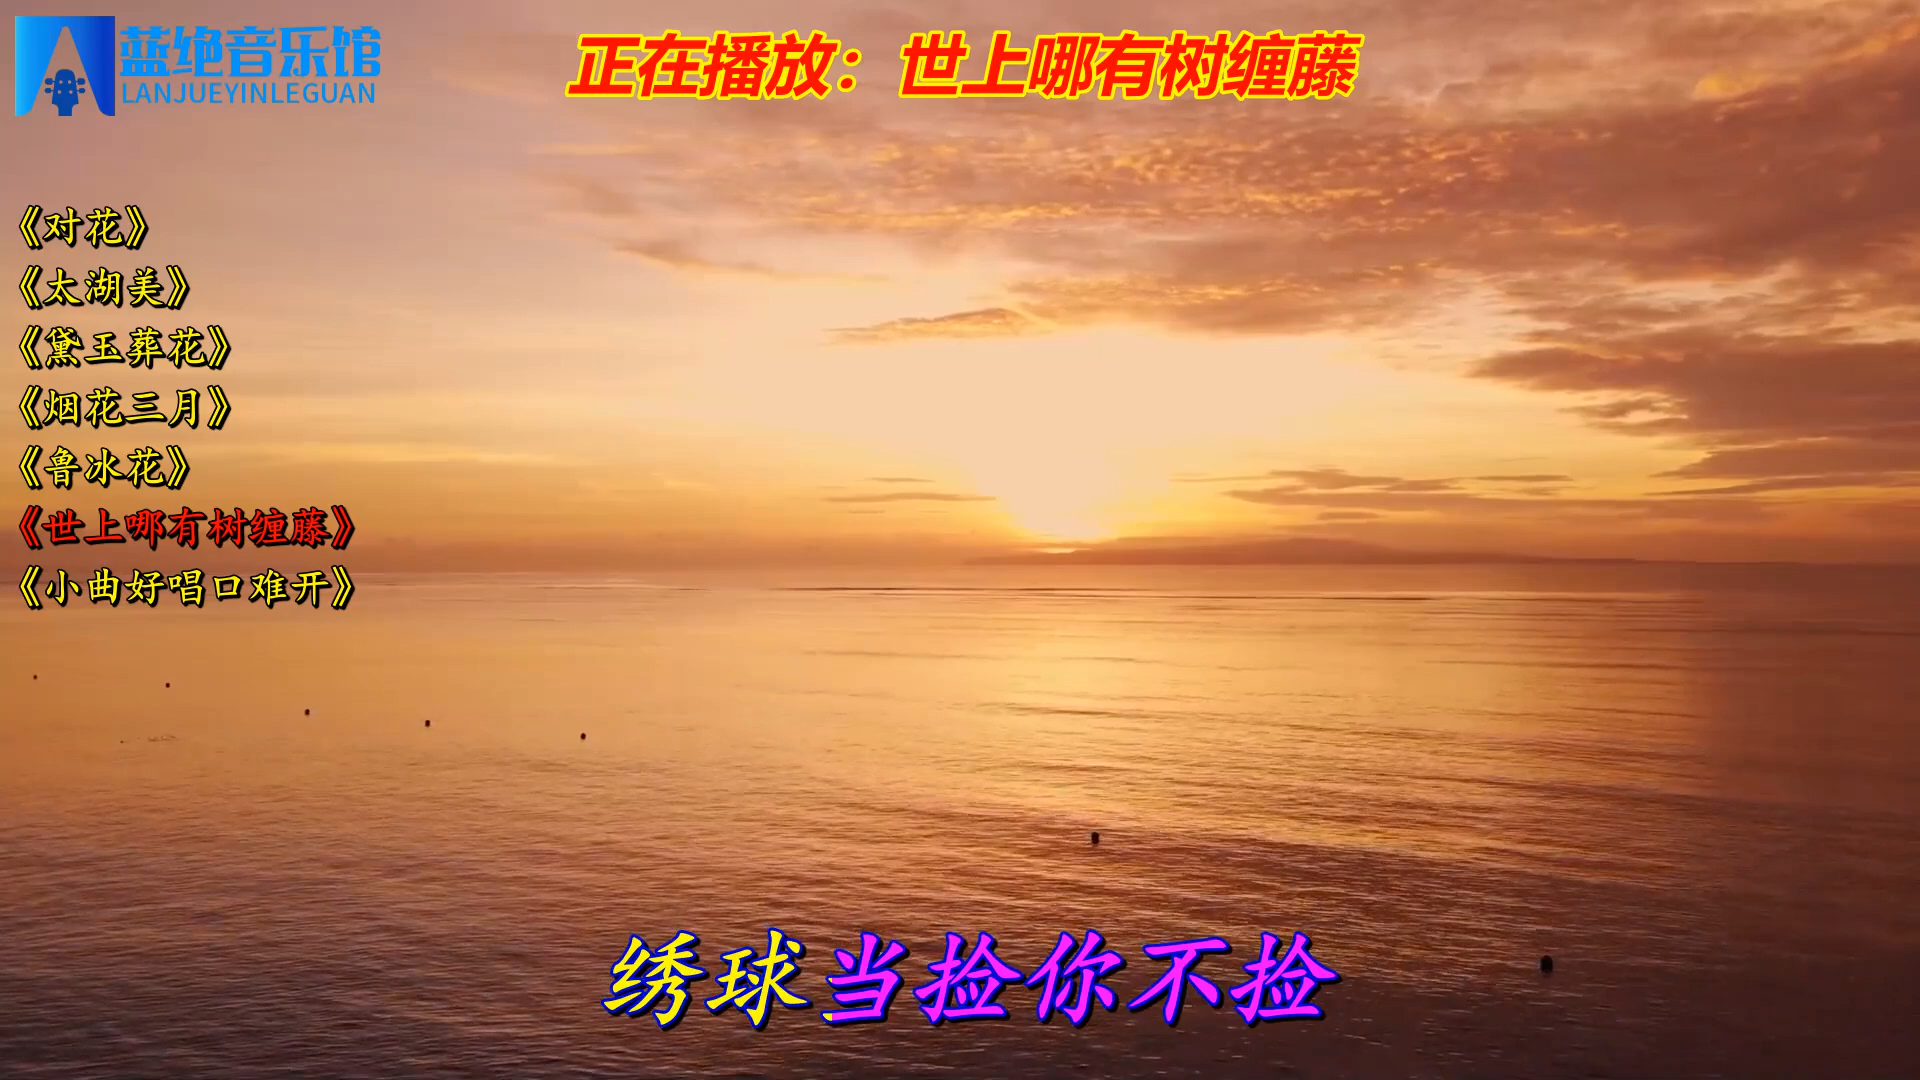 蓝绝音乐馆
LANJUEYINLEGUAN
正在播放：世上哪有树缠藤
《对花》
《太湖美》
《黛玉葬花》
《烟花三月》
《鲁冰花》
《世上哪有树缠藤》
《小曲好唱口难开》
绣球当捡你不捡